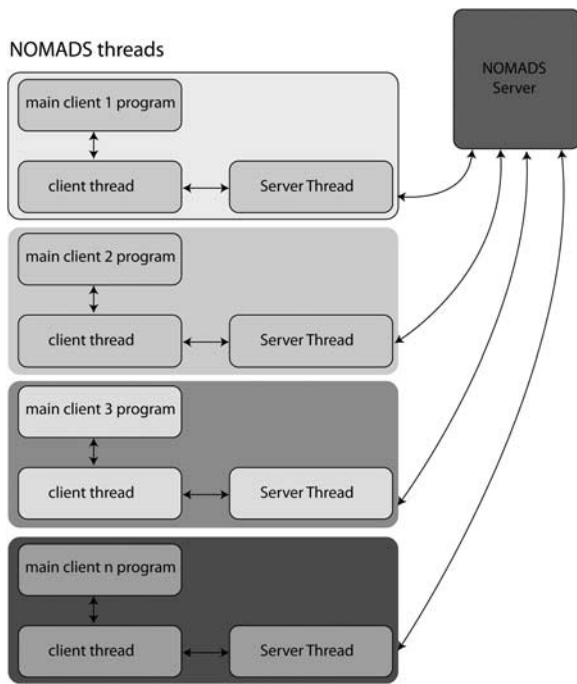 NOMADS threads
NOMADS
Server
main client 1 program
client thread
Server Thread
main client 2 program
client thread
Server Thread
main client 3 program
client thread
Server Thread
main client n program
client thread
Server Thread